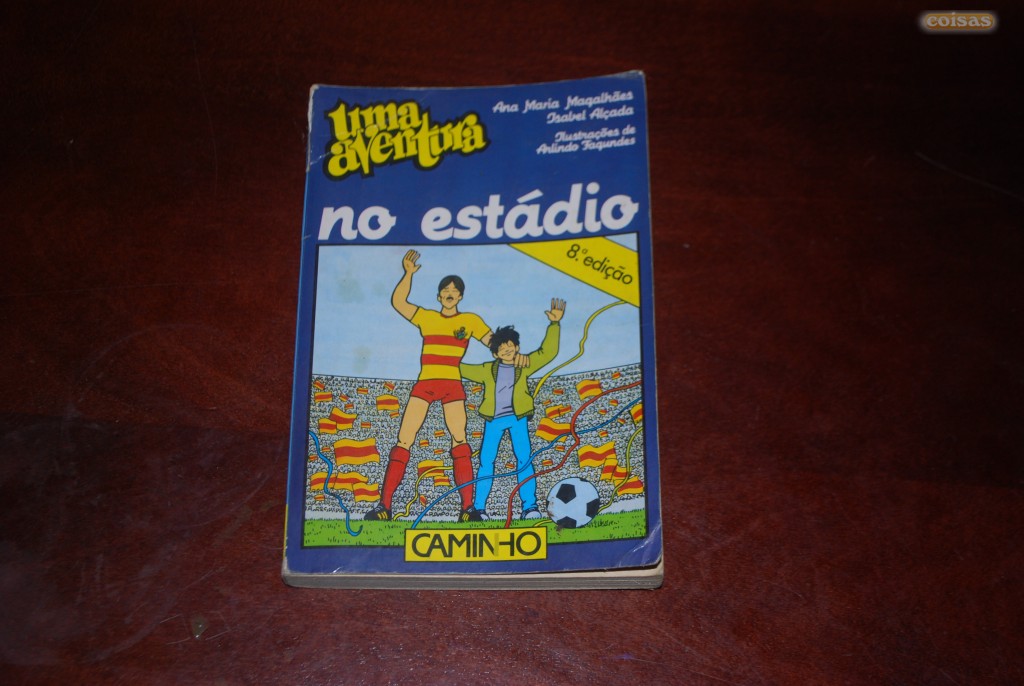 coisas
uma
aventura
Ana Maria Magalhães
Isabel Alçada
Ilustrações de
Arlindo Fagundes
no estádio
8.ª edição
CAMINHO